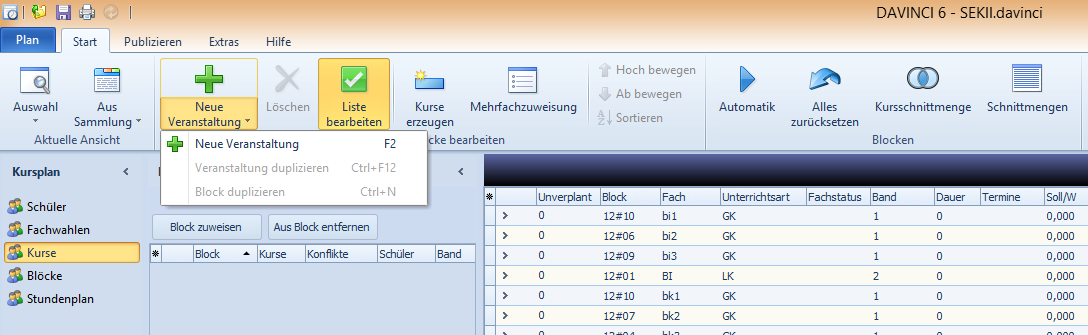 DAVINCI 6 - SEKII.davinci
Plan Start Publizieren Extras Hilfe
Auswahl
Aus Sammlung
Neue Veranstaltung
Löschen
Liste bearbeiten
Kurse erzeugen
Mehrfachzuweisung
Hoch bewegen
Ab bewegen
Sortieren
Automatik
Alles zurücksetzen
Kursschnittmenge
Schnittmengen
Aktuelle Ansicht
bearbeiten
Blocken
Neue Veranstaltung F2
Veranstaltung duplizieren Ctrl+F12
Block duplizieren Ctrl+N
Kursplan
Schüler
Fachwahlen
Kurse
Blöcke
Stundenplan
Block zuweisen Aus Block entfernen
Block Kurse Konflikte Schüler Band
Unverplant Block Fach Unterrichtsart Fachstatus Band Dauer Termine Soll/W
0 12#10 bi1 GK 1 0 0,000
0 12#06 bi2 GK 1 0 0,000
0 12#09 bi3 GK 1 0 0,000
0 12#01 BI LK 2 0 0,000
0 12#10 bk1 GK 1 0 0,000
0 12#07 bk2 GK 1 0 0,000